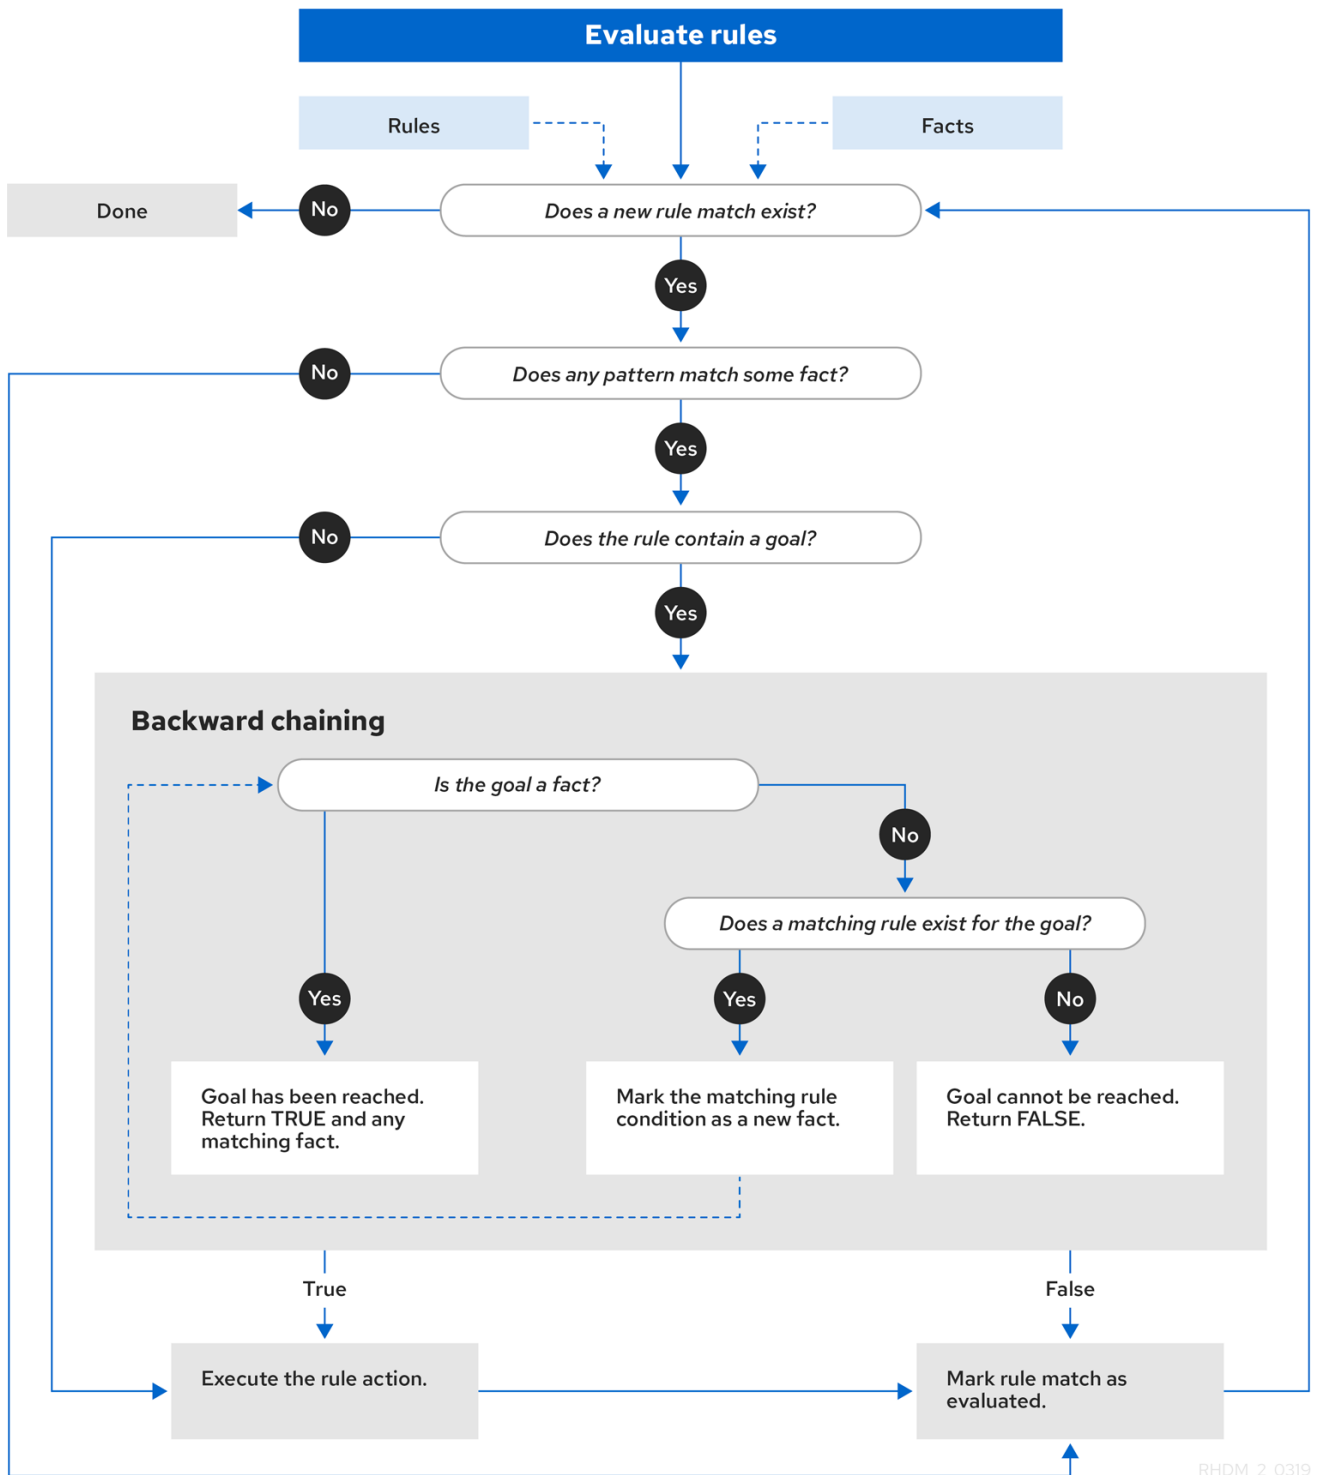 Evaluate rules
Rules
Facts
Done
No
Does a new rule match exist?
Yes
No
Does any pattern match some fact?
Yes
No
Does the rule contain a goal?
Yes
Backward chaining
Is the goal a fact?
No
Does a matching rule exist for the goal?
Yes
Yes
No
Goal has been reached.
Return TRUE and any
matching fact.
Mark the matching rule
condition as a new fact.
Goal cannot be reached.
Return FALSE.
True
False
Execute the rule action.
Mark rule match as
evaluated.
RHDM_2_0319